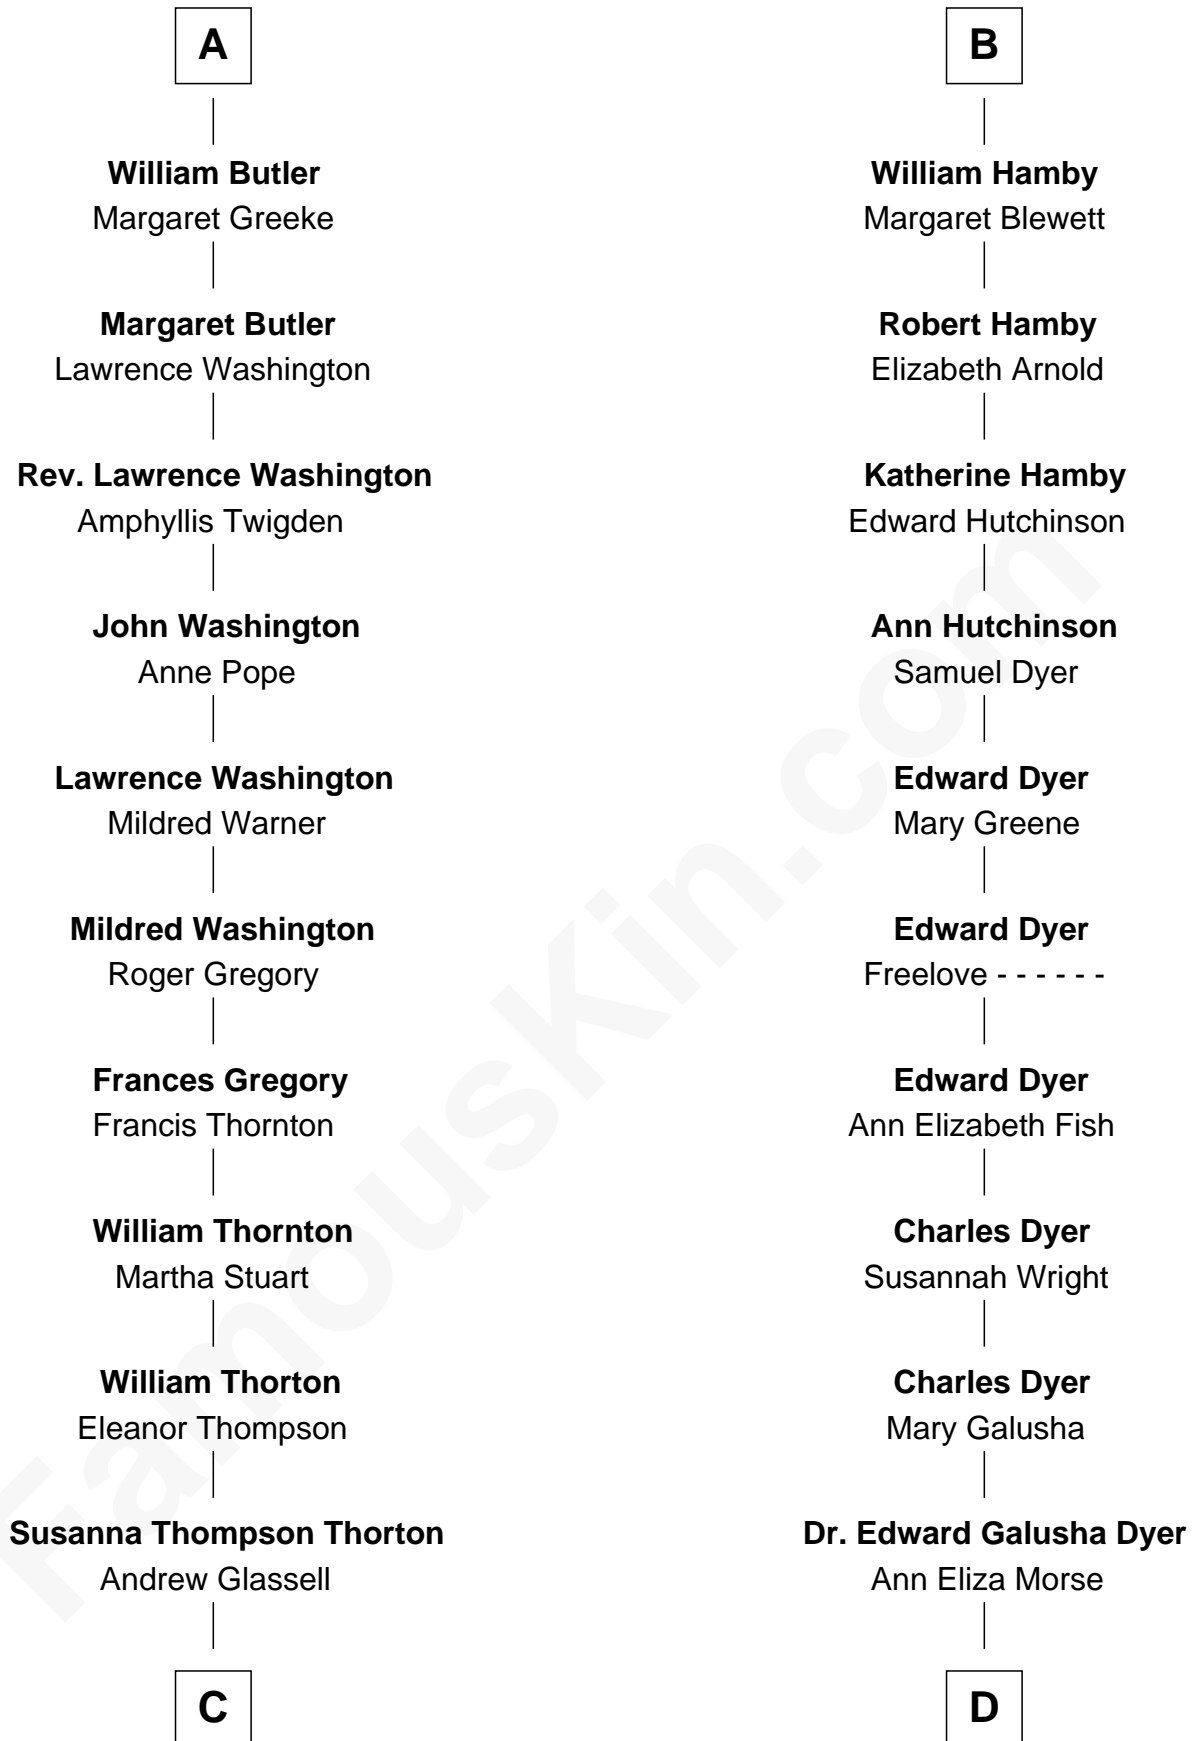 A
William Butler
Margaret Greeke
Margaret Butler
Lawrence Washington
Rev. Lawrence Washington
Amphyllis Twigden
John Washington
Anne Pope
Lawrence Washington
Mildred Warner
Mildred Washington
Roger Gregory
Frances Gregory
Francis Thornton
William Thornton
Martha Stuart
William Thorton
Eleanor Thompson
Susanna Thompson Thorton
Andrew Glassell
C
B
William Hamby
Margaret Blewett
Robert Hamby
Elizabeth Arnold
Katherine Hamby
Edward Hutchinson
Ann Hutchinson
Samuel Dyer
Edward Dyer
Mary Greene
Edward Dyer
Freelove - - - - - -
Edward Dyer
Ann Elizabeth Fish
Charles Dyer
Susannah Wright
Charles Dyer
Mary Galusha
Dr. Edward Galusha Dyer
Ann Eliza Morse
D
FamousKin.com